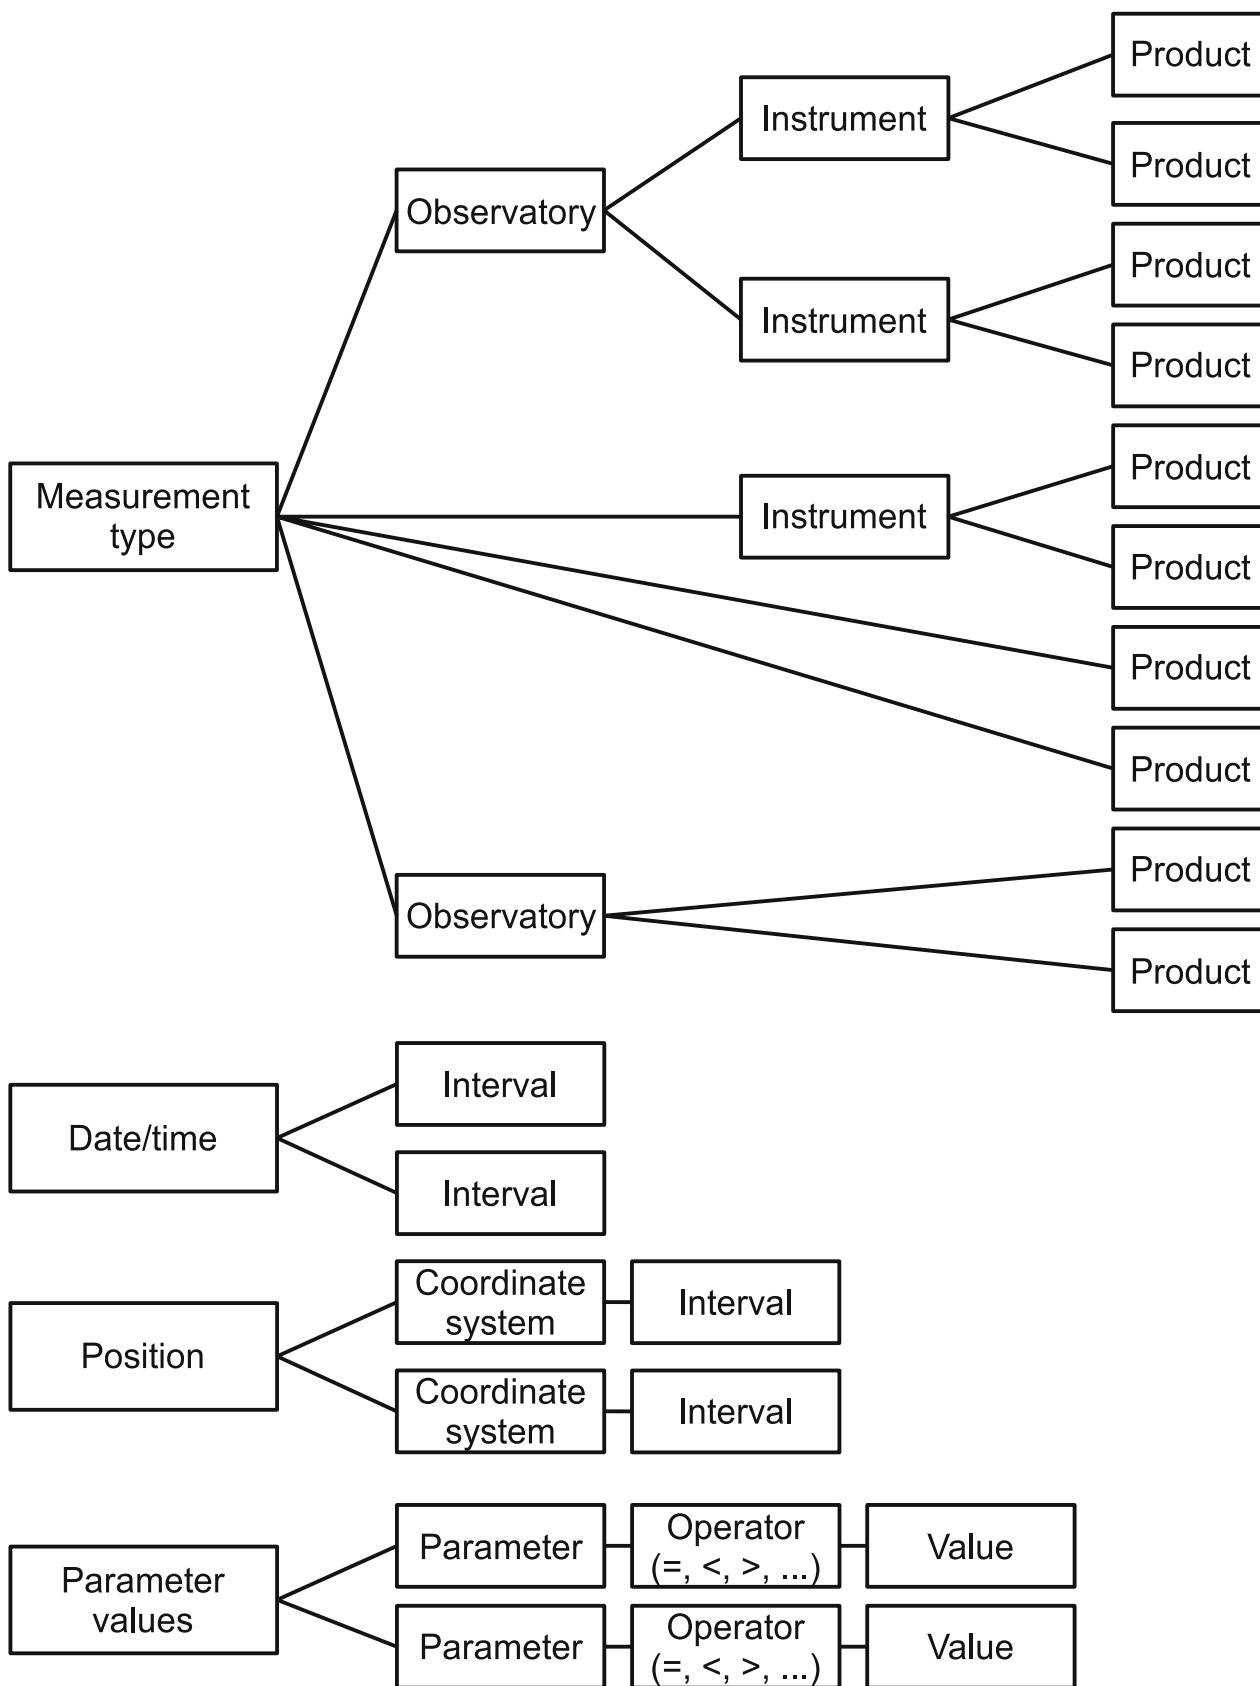 Product
Instrument
Product
Observatory
Product
Instrument
Product
Product
Measurement
type
Instrument
Product
Product
Product
Product
Observatory
Product
Interval
Date/time
Interval
Coordinate
system
Interval
Position
Coordinate
system
Interval
Parameter
Operator
(=, <, >, ...)
Value
Parameter
values
Parameter
Operator
(=, <, >, ...)
Value